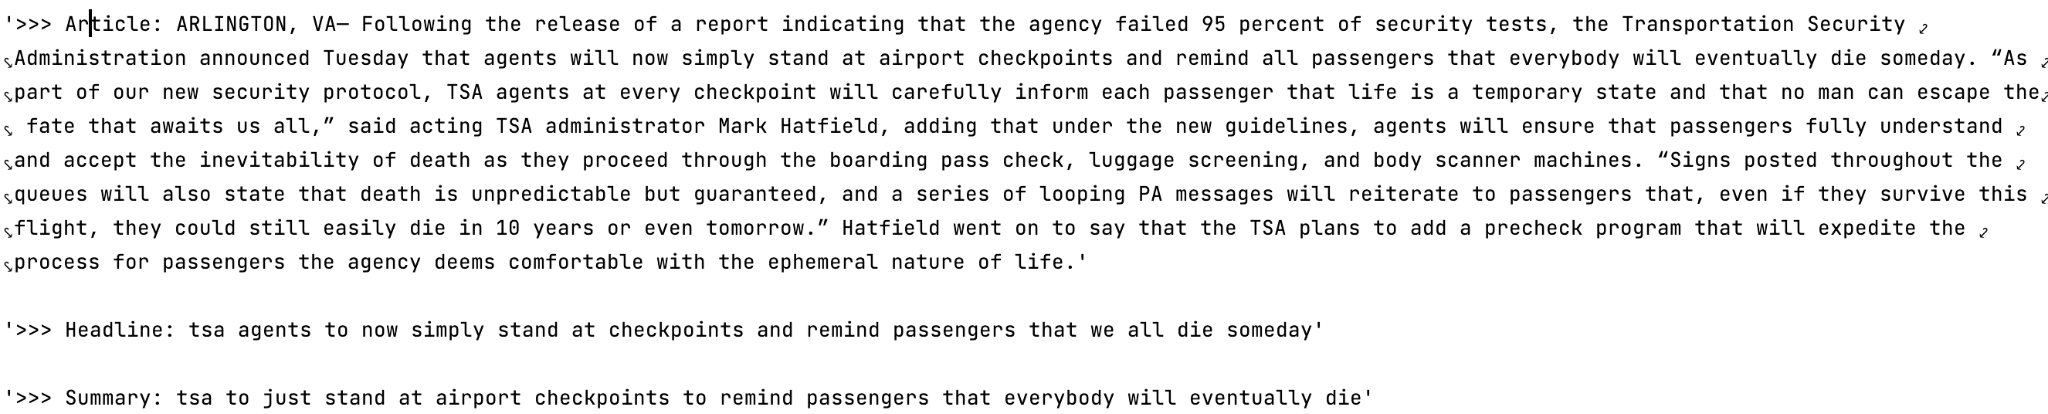 '>>> Article: ARLINGTON, VA— Following the release of a report indicating that the agency failed 95 percent of security tests, the Transportation Security
Administration announced Tuesday that agents will now simply stand at airport checkpoints and remind all passengers that everybody will eventually die someday. “As
part of our new security protocol, TSA agents at every checkpoint will carefully inform each passenger that life is a temporary state and that no man can escape the
fate that awaits us all,” said acting TSA administrator Mark Hatfield, adding that under the new guidelines, agents will ensure that passengers fully understand
and accept the inevitability of death as they proceed through the boarding pass check, luggage screening, and body scanner machines. “Signs posted throughout the
queues will also state that death is unpredictable but guaranteed, and a series of looping PA messages will reiterate to passengers that, even if they survive this
flight, they could still easily die in 10 years or even tomorrow.” Hatfield went on to say that the TSA plans to add a precheck program that will expedite the
process for passengers the agency deems comfortable with the ephemeral nature of life.'
'>>> Headline: tsa agents to now simply stand at checkpoints and remind passengers that we all die someday'
'>>> Summary: tsa to just stand at airport checkpoints to remind passengers that everybody will eventually die'